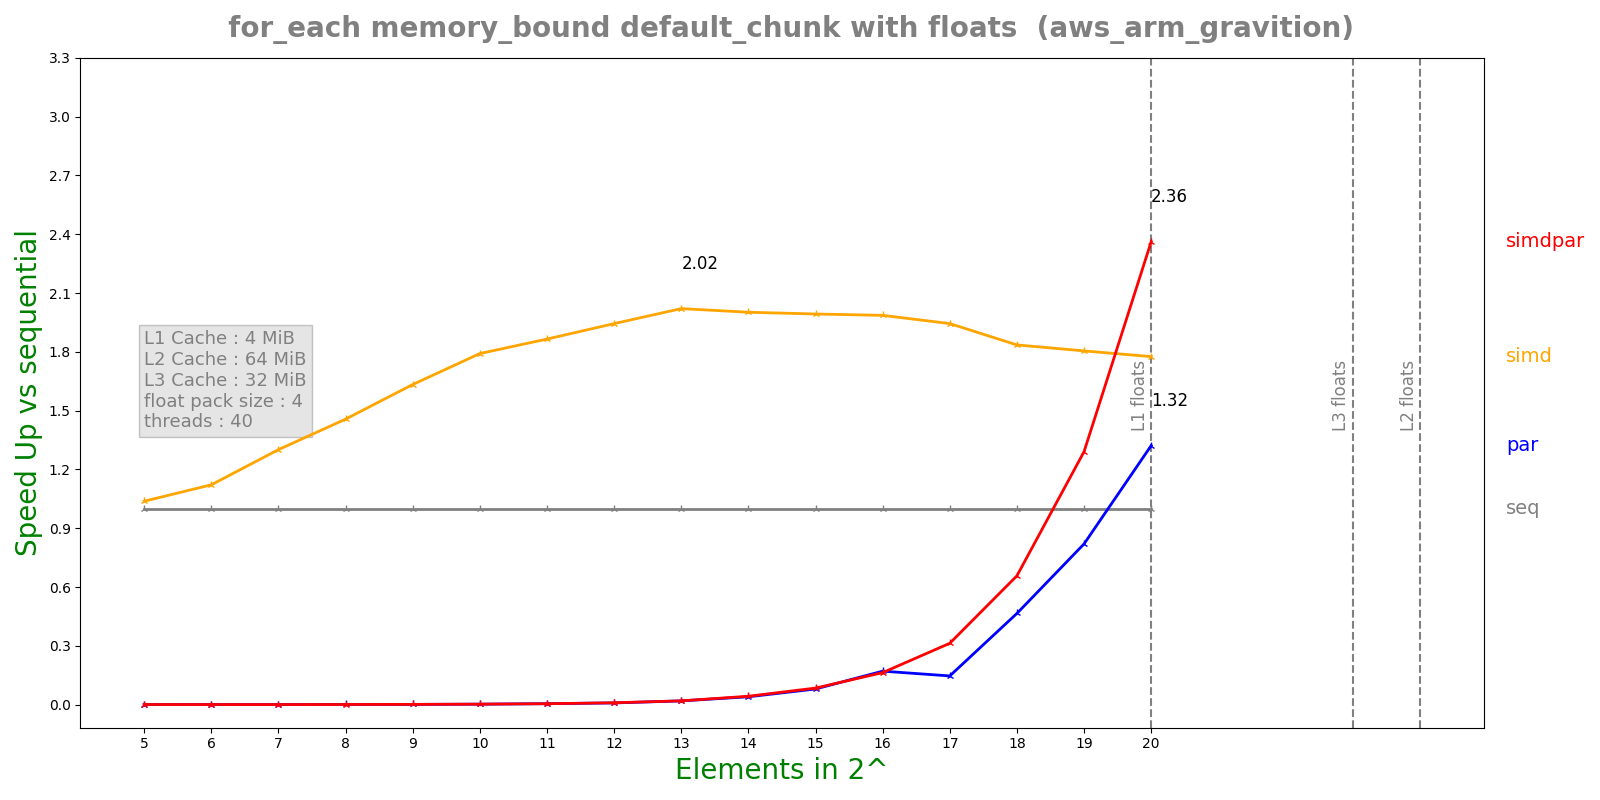 for_each memory_bound default_chunk with floats  (aws_arm_gravition)
Speed Up vs sequential
3.3
3.0
2.7
2.4
2.1
1.8
1.5
1.2
0.9
0.6
0.3
0.0
L1 Cache : 4 MiB
L2 Cache : 64 MiB
L3 Cache : 32 MiB
float pack size : 4
threads : 40
2.02
2.36
1.32
L1 floats
L3 floats
L2 floats
simdpar
simd
par
seq
5 6 7 8 9 10 11 12 13 14 15 16 17 18 19 20
Elements in 2^